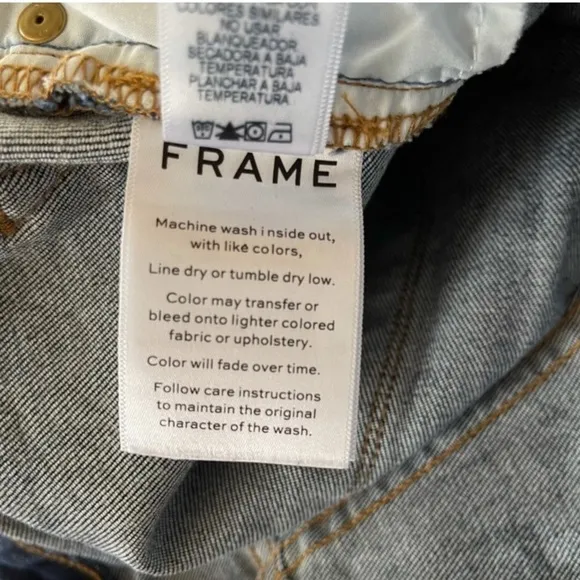 COLORES SIMILARES
NO USAR
BLANQUEADOR.
SECADORA A BAJA
TEMPERATURA
PLANCHAR A BAJA
TEMPERATURA
FRAME
Machine wash inside out,
with like colors,
Line dry or tumble dry low.
Color may transfer or
bleed onto lighter colored
fabric or upholstery.
Color will fade over time.
Follow care instructions
to maintain the original
character of the wash.